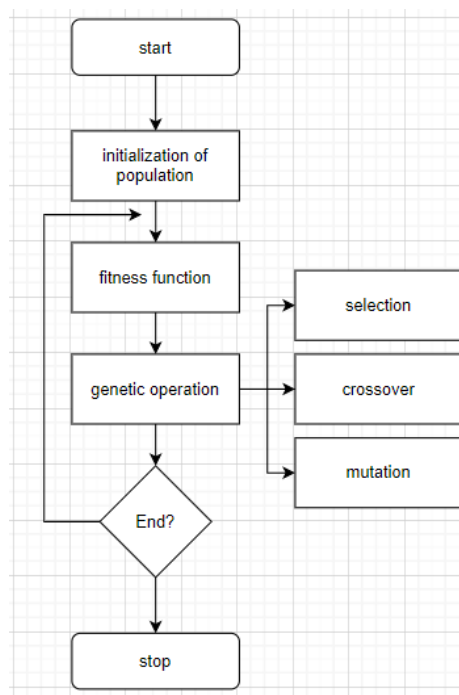 start
initialization of
population
fitness function
selection
genetic operation
crossover
mutation
End?
stop